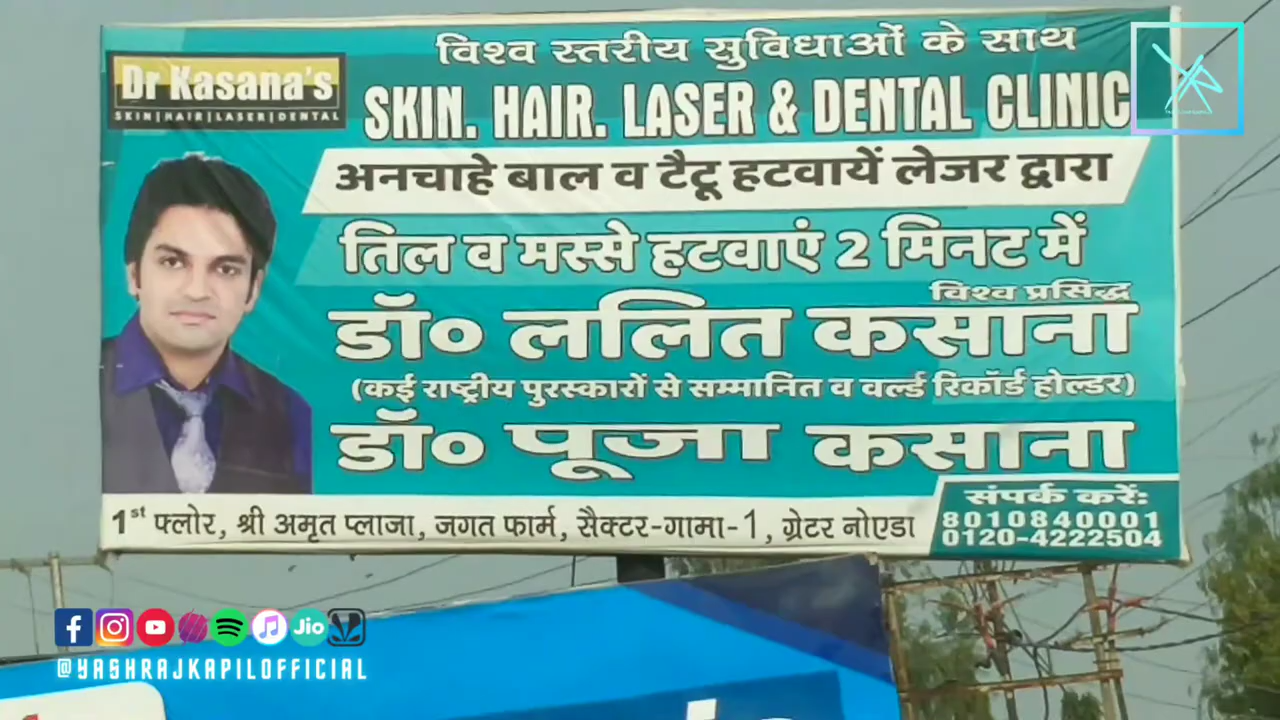 विश्व स्तरीय सुविधाओं के साथ
Dr Kasana's
SKIN|HAIR|LASER|DENTAL
SKIN. HAIR. LASER & DENTAL CLINIC
अनचाहे बाल व टैटू हटवायें लेजर द्वारा
तिल व मस्से हटवाएं 2 मिनट में
विश्व प्रसिद्ध
डॉ० ललित कसाना
(कई राष्ट्रीय पुरस्कारों से सम्मानित व वर्ल्ड रिकॉर्ड होल्डर)
डॉ० पूजा कसाना
1st फ्लोर, श्री अमृत प्लाजा, जगत फार्म, सैक्टर-गामा-1, ग्रेटर नोएडा
संपर्क करें:
8010840001
0120-4222504
Jio
@YASHRAJKAPILOFFICIAL